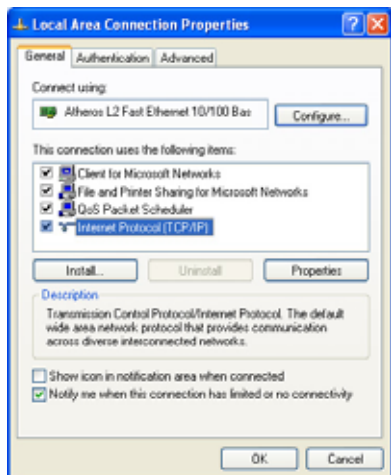 Local Area Connection Properties
General Authentication Advanced
Connect using:
Atheros L2 Fast Ethernet 10/100 Bas
Configure...
This connection uses the following items:
Client for Microsoft Networks
File and Printer Sharing for Microsoft Networks
QoS Packet Scheduler
Internet Protocol (TCP/IP)
Install... Uninstall Properties
Description
Transmission Control Protocol/Internet Protocol. The default
wide area network protocol that provides communication
across diverse interconnected networks.
Show icon in notification area when connected
Notify me when this connection has limited or no connectivity
OK Cancel